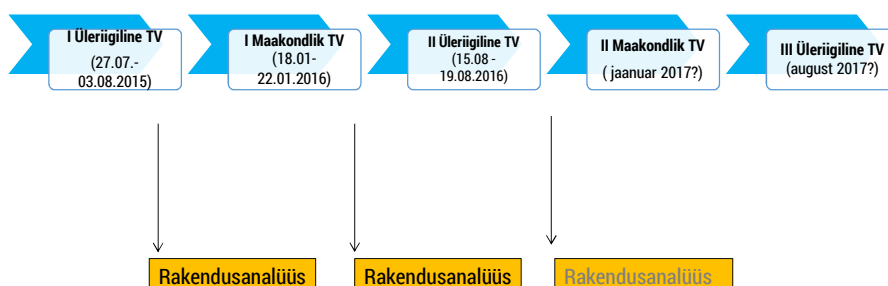 I Üleriigiline TV
(27.07.-
03.08.2015)
I Maakondlik TV
(18.01-
22.01.2016)
II Üleriigiline TV
(15.08 -
19.08.2016)
II Maakondlik TV
( jaanuar 2017?)
III Üleriigiline TV
(august 2017?)
Rakendusanalüüs
Rakendusanalüüs
Rakendusanalüüs